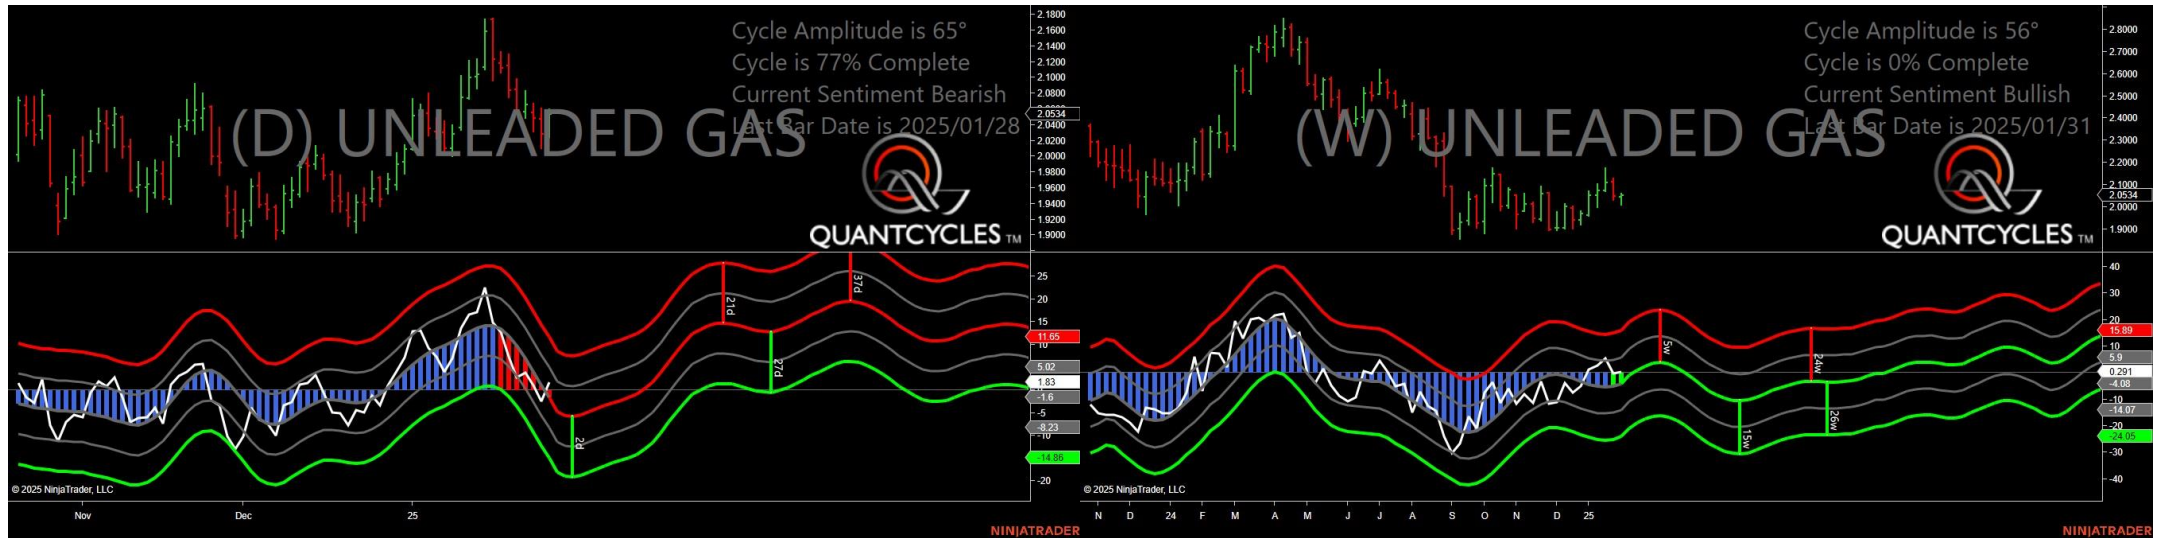 Cycle Amplitude is 65°
Cycle is 77% Complete
Current Sentiment Bearish
Last Bar Date is 2025/01/28
(D) UNLEADED GAS
QUANTCYCLES TM
2.1800
2.1600
2.1400
2.1200
2.1000
2.0800
2.0534
2.0400
2.0200
2.0000
1.9800
1.9600
1.9400
1.9200
1.9000
21d
37d
27d
2d
25
20
15
11.65
10
5.02
1.83
-1.6
-5
-8.23
-10
-14.86
-20
© 2025 NinjaTrader, LLC
Nov
Dec
25
NINJATRADER
Cycle Amplitude is 56°
Cycle is 0% Complete
Current Sentiment Bullish
Last Bar Date is 2025/01/31
(W) UNLEADED GAS
QUANTCYCLES TM
2.8000
2.7000
2.6000
2.5000
2.4000
2.3000
2.2000
2.1000
2.0534
2.0000
1.9000
5w
24w
15w
26w
40
30
20
15.89
10
5.9
0.291
-4.08
-10
-14.07
-20
-24.05
-30
-40
© 2025 NinjaTrader, LLC
N
D
24
F
M
A
M
J
J
A
S
O
N
D
25
NINJATRADER